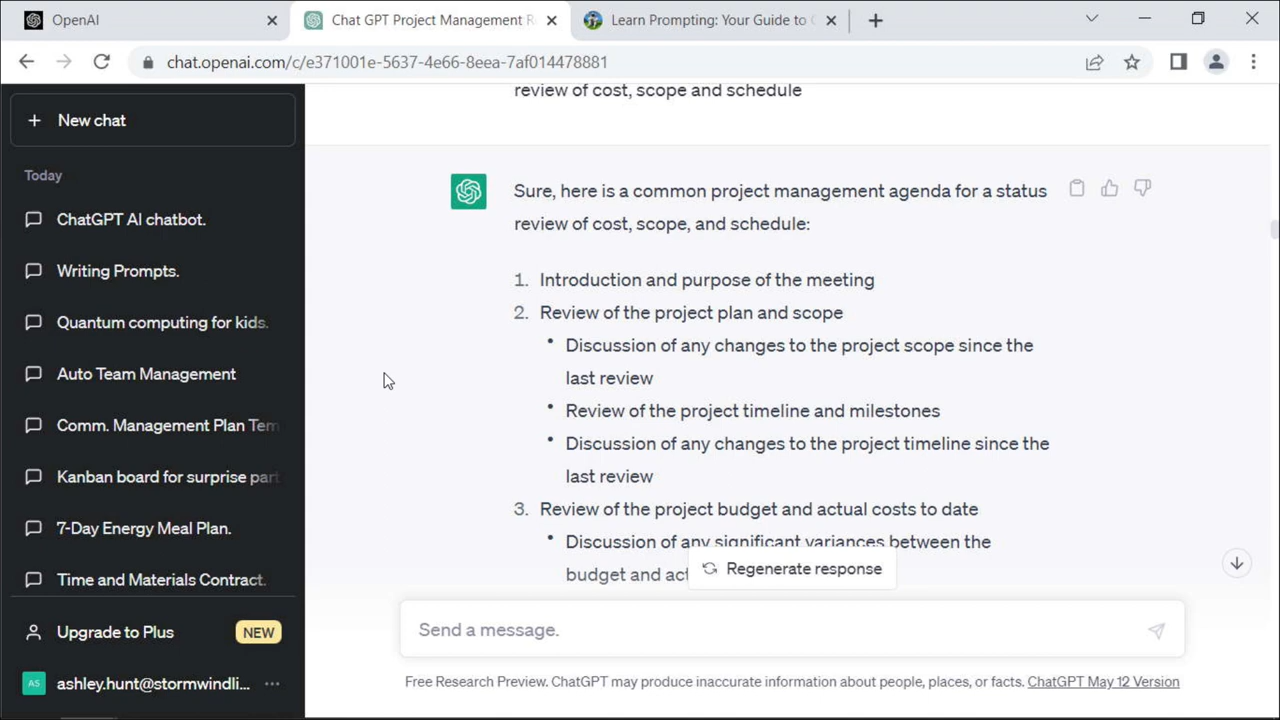 OpenAI
Chat GPT Project Management R
Learn Prompting: Your Guide to
chat.openai.com/c/e371001e-5637-4e66-8eea-7af014478881
New chat
Today
ChatGPT AI chatbot.
Writing Prompts.
Quantum computing for kids.
Auto Team Management
Comm. Management Plan Tem
Kanban board for surprise part
7-Day Energy Meal Plan.
Time and Materials Contract.
Upgrade to Plus NEW
AS ashley.hunt@stormwindli...
review of cost, scope and schedule
Sure, here is a common project management agenda for a status
review of cost, scope, and schedule:
1. Introduction and purpose of the meeting
2. Review of the project plan and scope
• Discussion of any changes to the project scope since the
last review
• Review of the project timeline and milestones
• Discussion of any changes to the project timeline since the
last review
3. Review of the project budget and actual costs to date
• Discussion of any significant variances between the
budget and act
Regenerate response
Send a message.
Free Research Preview. ChatGPT may produce inaccurate information about people, places, or facts. ChatGPT May 12 Version